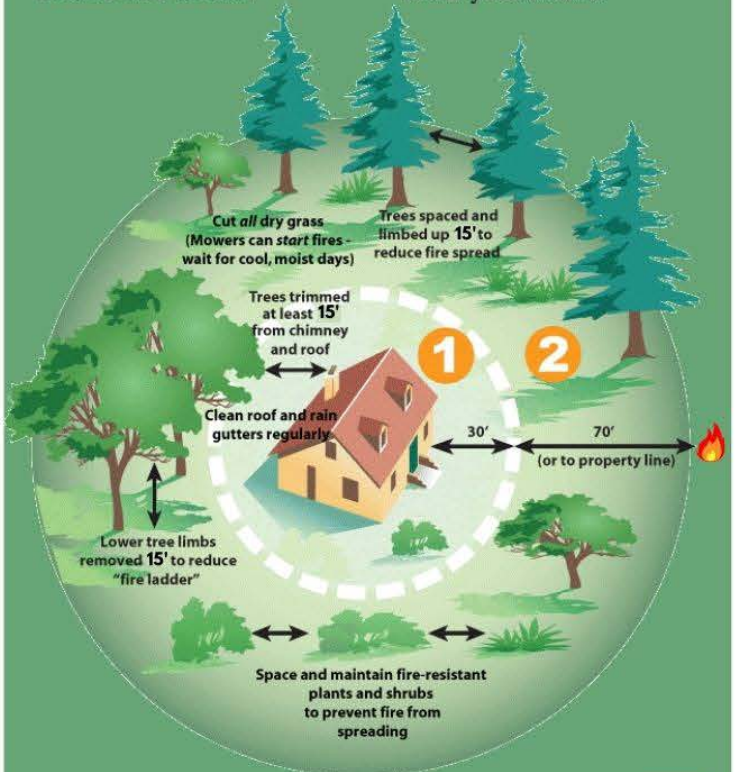 Cut all dry grass
(Mowers can start fires -
wait for cool, moist days)
Trees spaced and
limbed up 15' to
reduce fire spread
Trees trimmed
at least 15'
from chimney
and roof
1
2
Clean roof and rain
gutters regularly
30'
70'
(or to property line)
Lower tree limbs
removed 15' to reduce
"fire ladder"
Space and maintain fire-resistant
plants and shrubs
to prevent fire from
spreading